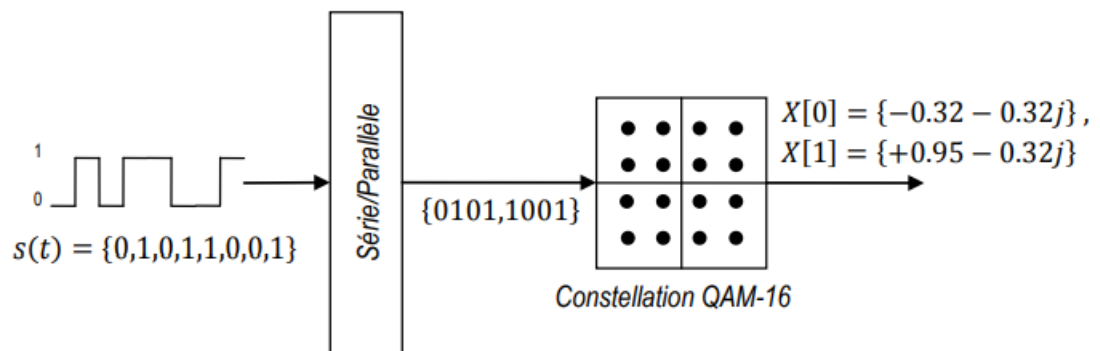 1
0
s(t) = {0,1,0,1,1,0,0,1}
Série/Parallèle
{0101,1001}
Constellation QAM-16
X[0] = {−0.32 − 0.32j} ,
X[1] = {+0.95 − 0.32j}